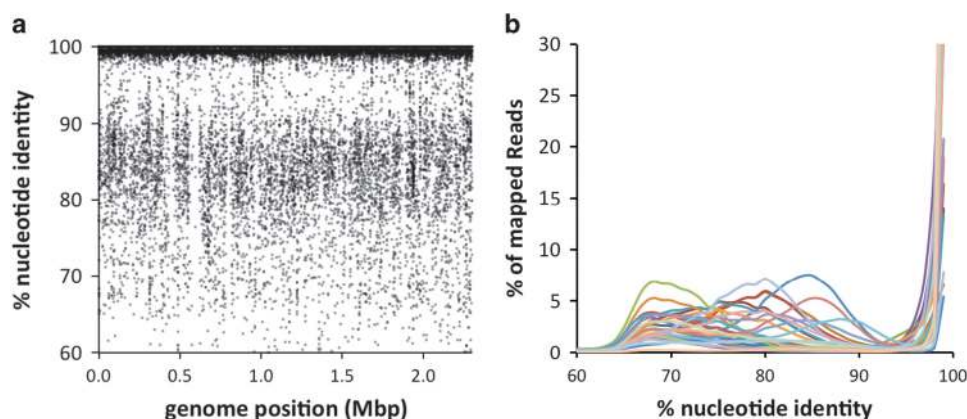 a
% nucleotide identity
100
90
80
70
60
0.0 0.5 1.0 1.5 2.0
genome position (Mbp)
b
% of mapped Reads
30
25
20
15
10
5
0
60 70 80 90 100
% nucleotide identity